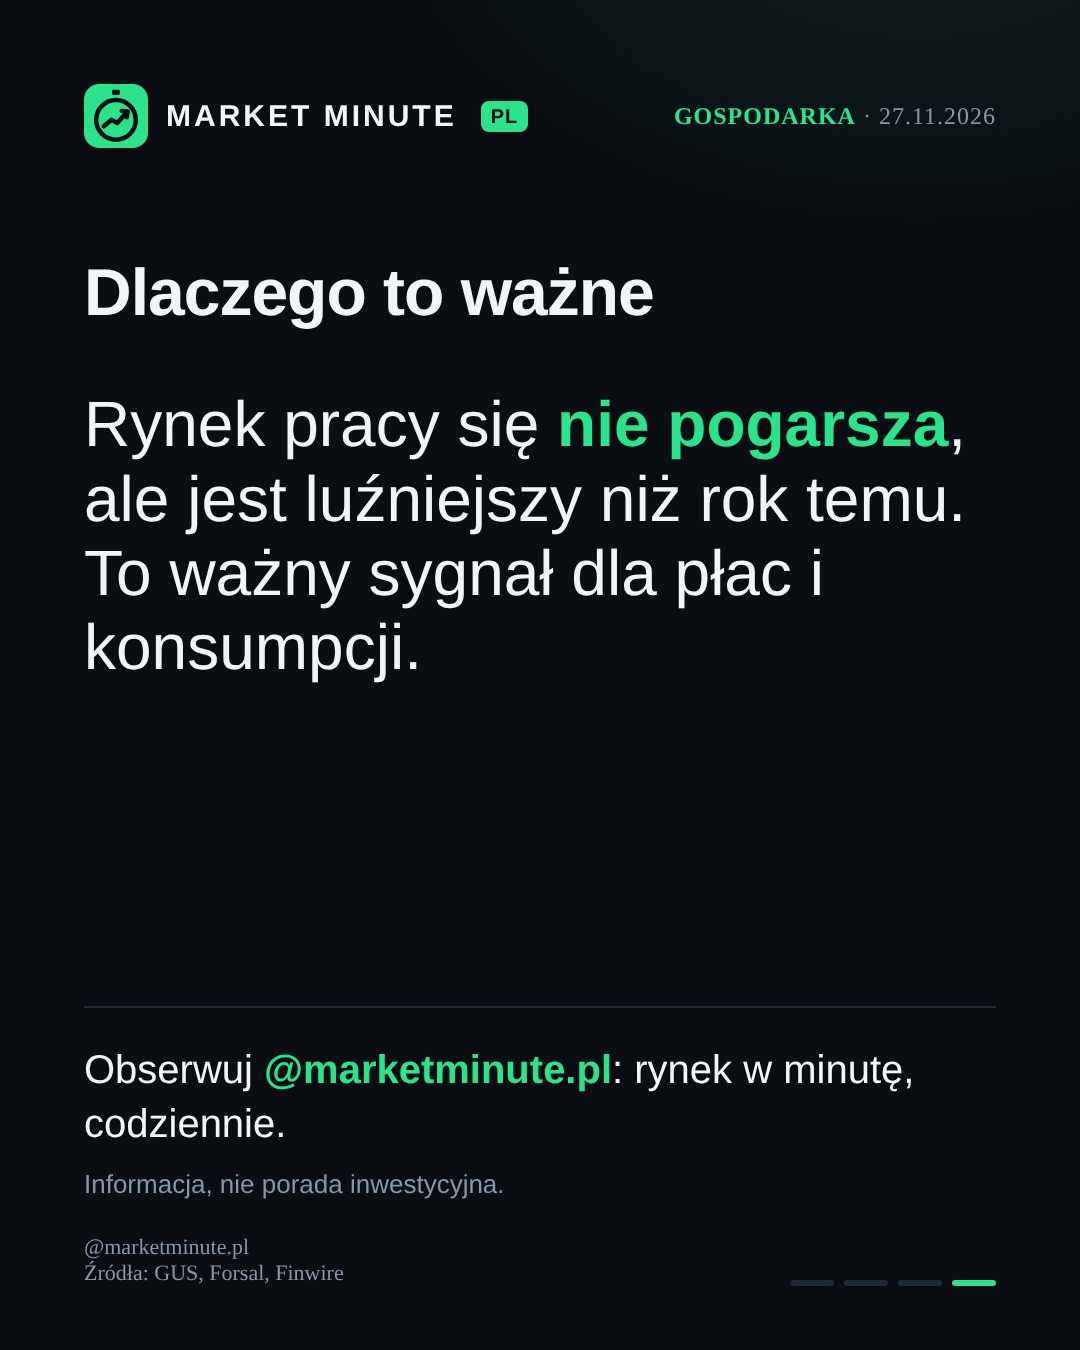 MARKET MINUTE PL
GOSPODARKA · 27.11.2026
Dlaczego to ważne
Rynek pracy się nie pogarsza,
ale jest luźniejszy niż rok temu.
To ważny sygnał dla płac i
konsumpcji.
Obserwuj @marketminute.pl: rynek w minutę,
codziennie.
Informacja, nie porada inwestycyjna.
@marketminute.pl
Źródła: GUS, Forsal, Finwire